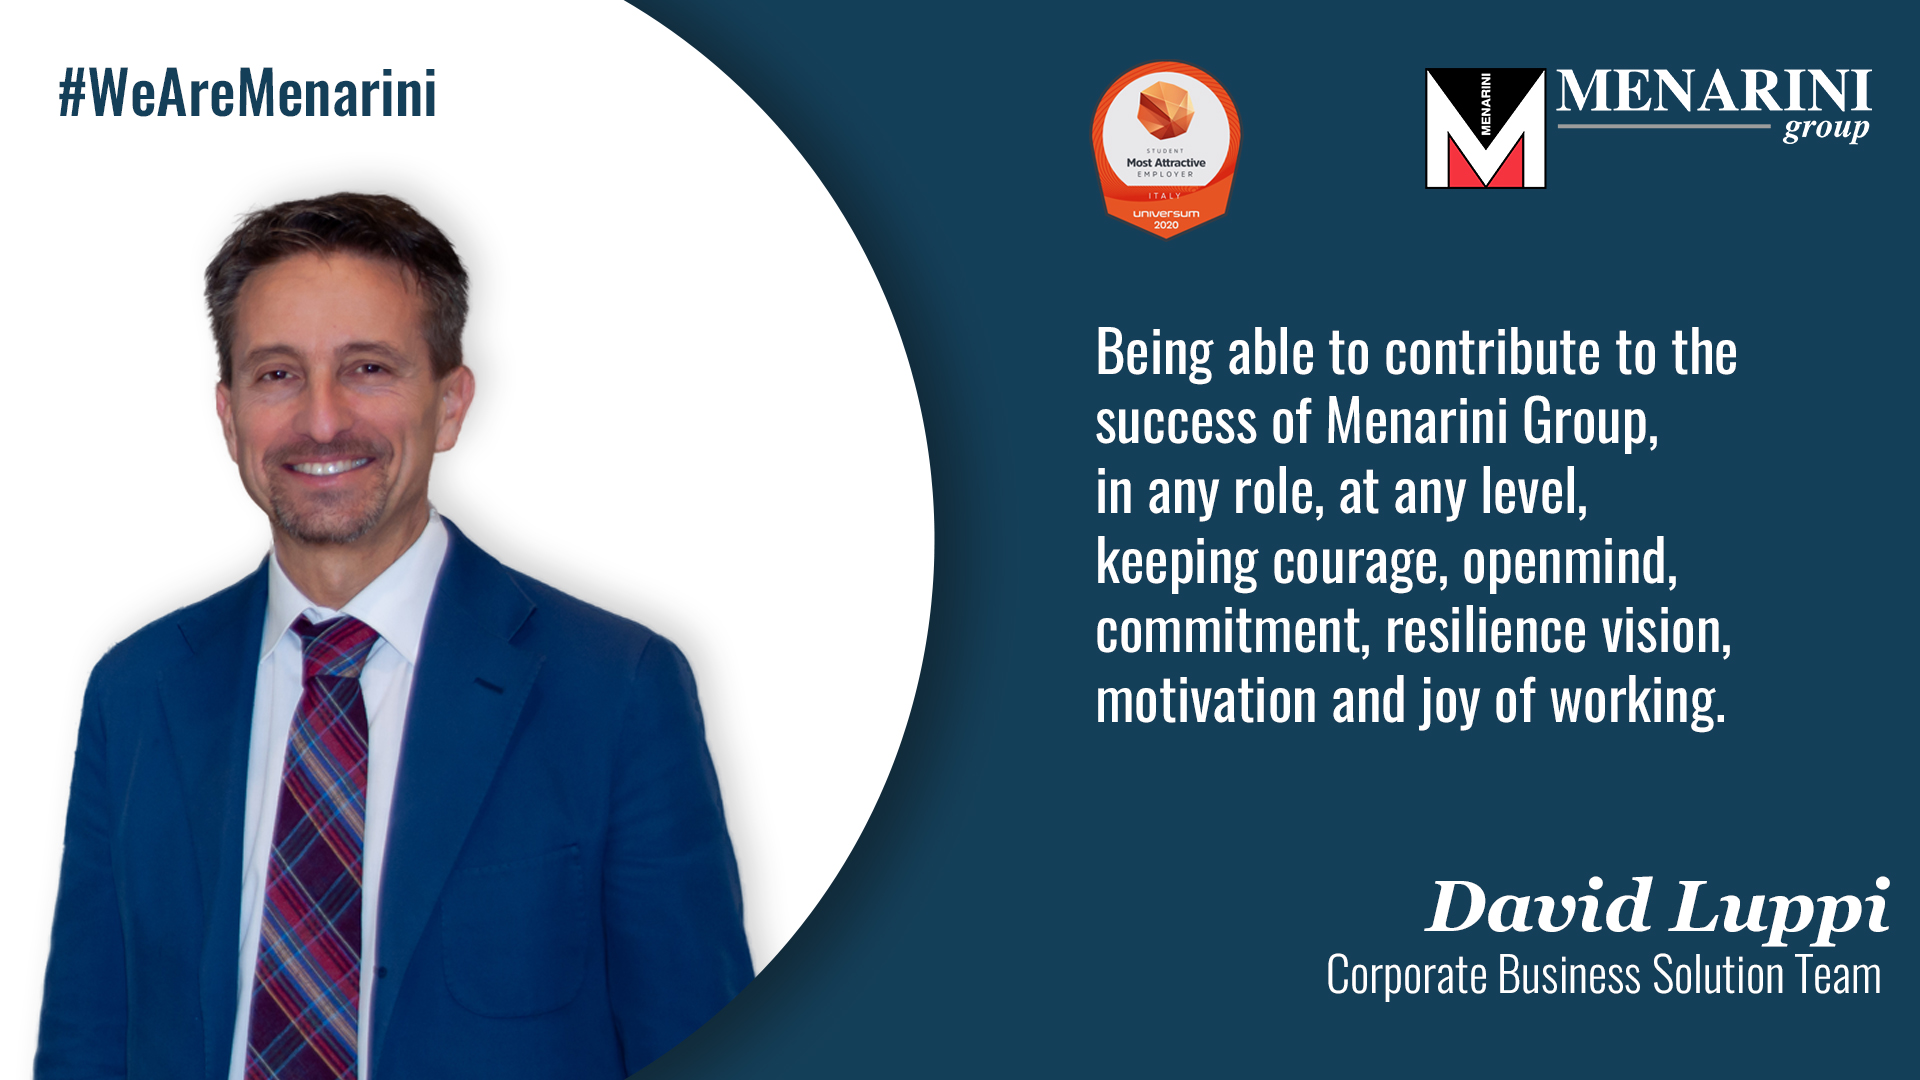 #WeAreMenarini
STUDENT
Most Attractive
EMPLOYER
ITALY
universum
2020
MENARINI
MENARINI
group
Being able to contribute to the
success of Menarini Group,
in any role, at any level,
keeping courage, openmind,
commitment, resilience vision,
motivation and joy of working.
David Luppi
Corporate Business Solution Team